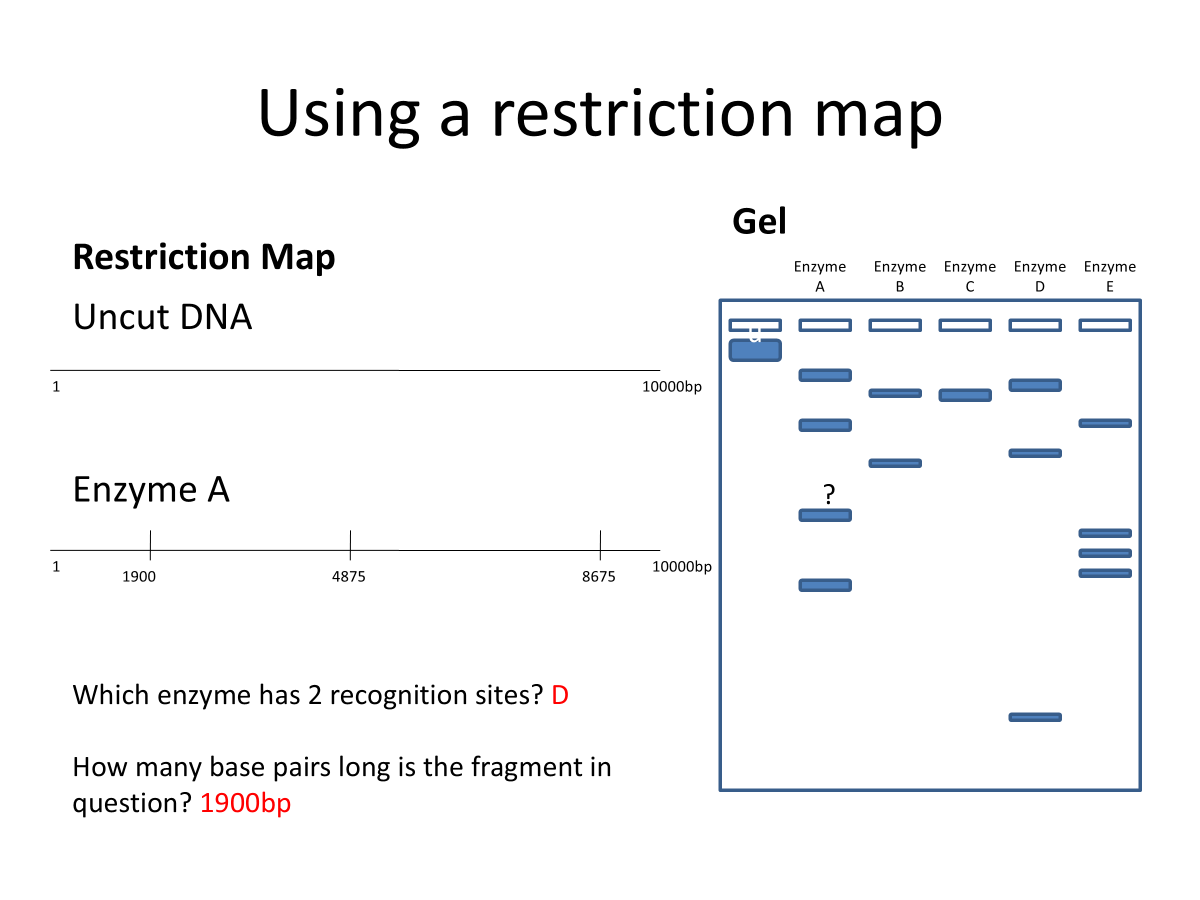 Using a restriction map
Restriction Map
Uncut DNA
1
10000bp
Enzyme A
1
1900
4875
8675
10000bp
Which enzyme has 2 recognition sites? D
How many base pairs long is the fragment in
question? 1900bp
Gel
Enzyme
A
Enzyme
B
Enzyme
C
Enzyme
D
Enzyme
E
?